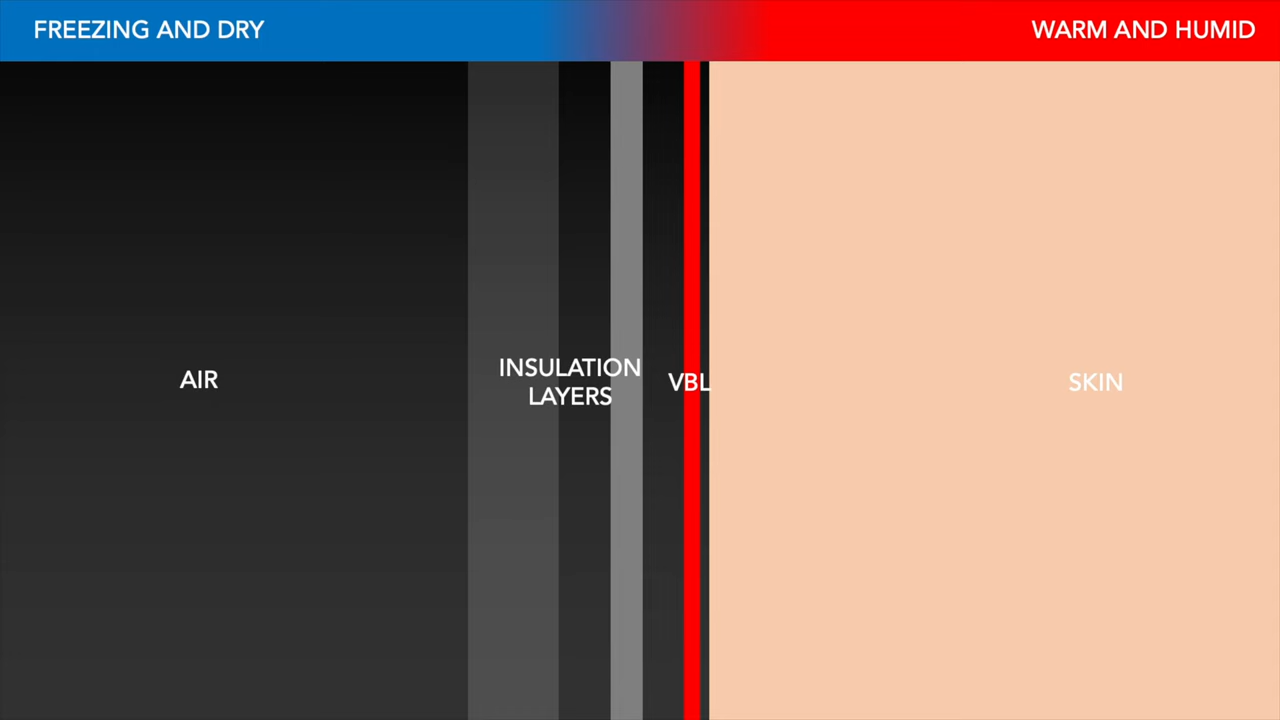 FREEZING AND DRY
WARM AND HUMID
AIR
INSULATION
LAYERS
VBL
SKIN